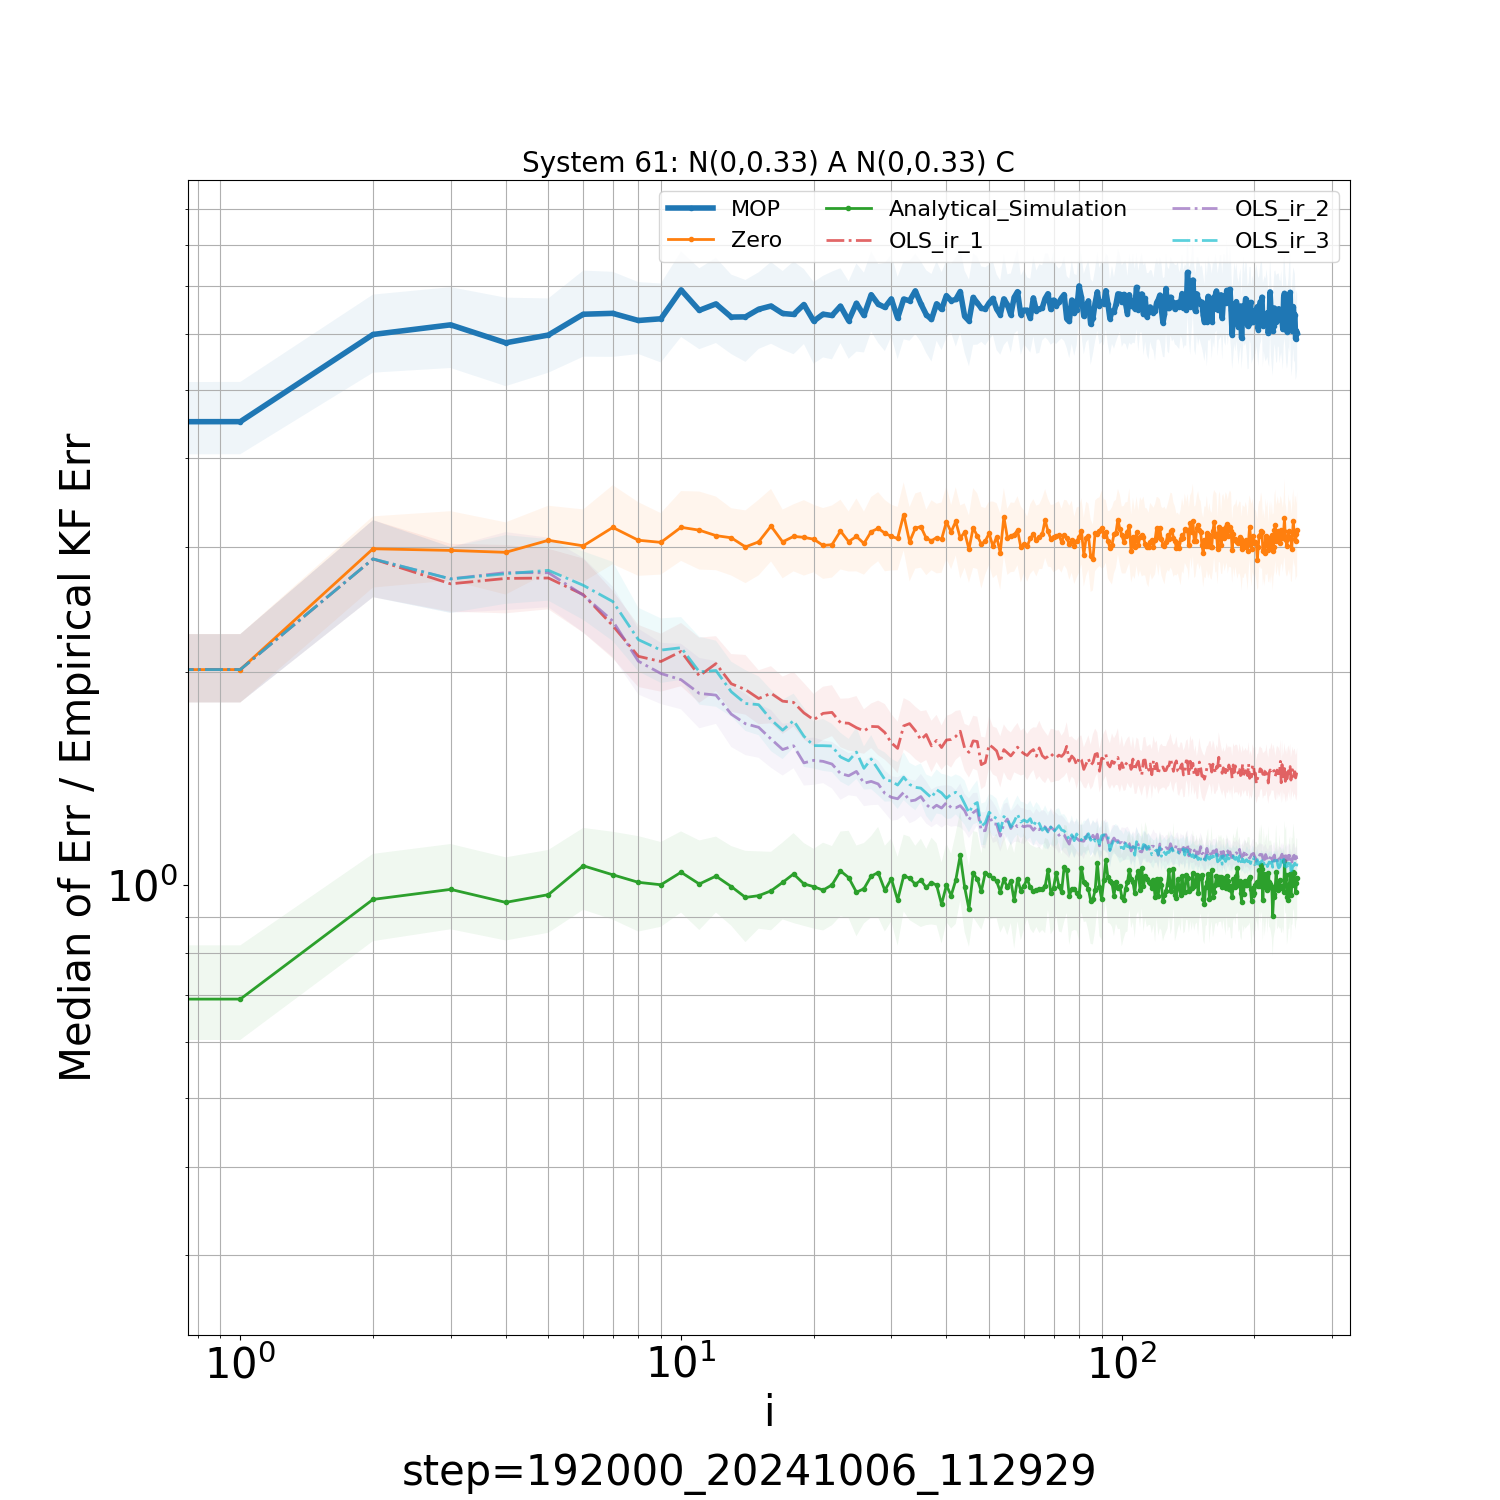 System 61: N(0,0.33) A N(0,0.33) C
MOP
Zero
Analytical_Simulation
OLS_ir_1
OLS_ir_2
OLS_ir_3
Median of Err / Empirical KF Err
10⁰
10⁰ 10¹ 10²
i
step=192000_20241006_112929